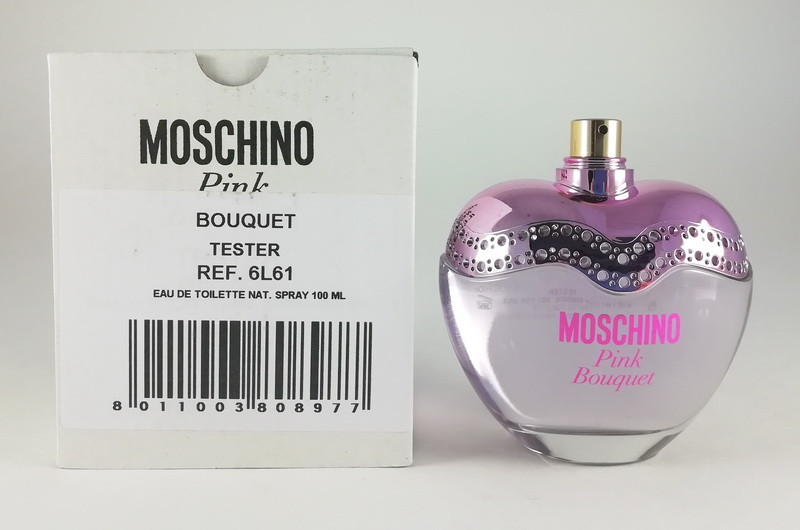 MOSCHINO
Pink
BOUQUET
TESTER
REF. 6L61
EAU DE TOILETTE NAT. SPRAY 100 ML
8 011003 808977
MOSCHINO
Pink
Bouquet